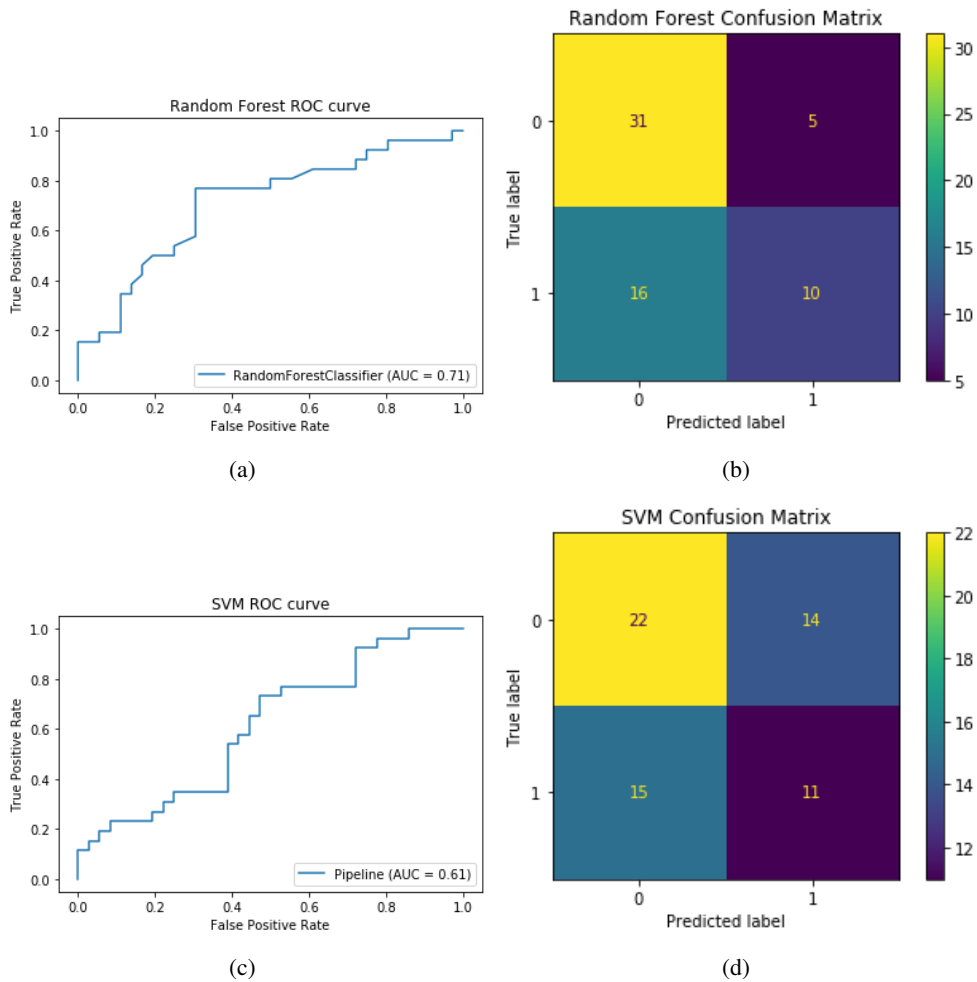 Random Forest ROC curve
1.0
0.8
0.6
0.4
0.2
0.0
True Positive Rate
RandomForestClassifier (AUC = 0.71)
0.0 0.2 0.4 0.6 0.8 1.0
False Positive Rate
(a)
Random Forest Confusion Matrix
True label
0
1
31 5
16 10
0 1
Predicted label
30
25
20
15
10
5
(b)
SVM ROC curve
1.0
0.8
0.6
0.4
0.2
0.0
True Positive Rate
Pipeline (AUC = 0.61)
0.0 0.2 0.4 0.6 0.8 1.0
False Positive Rate
(c)
SVM Confusion Matrix
True label
0
1
22 14
15 11
0 1
Predicted label
22
20
18
16
14
12
(d)